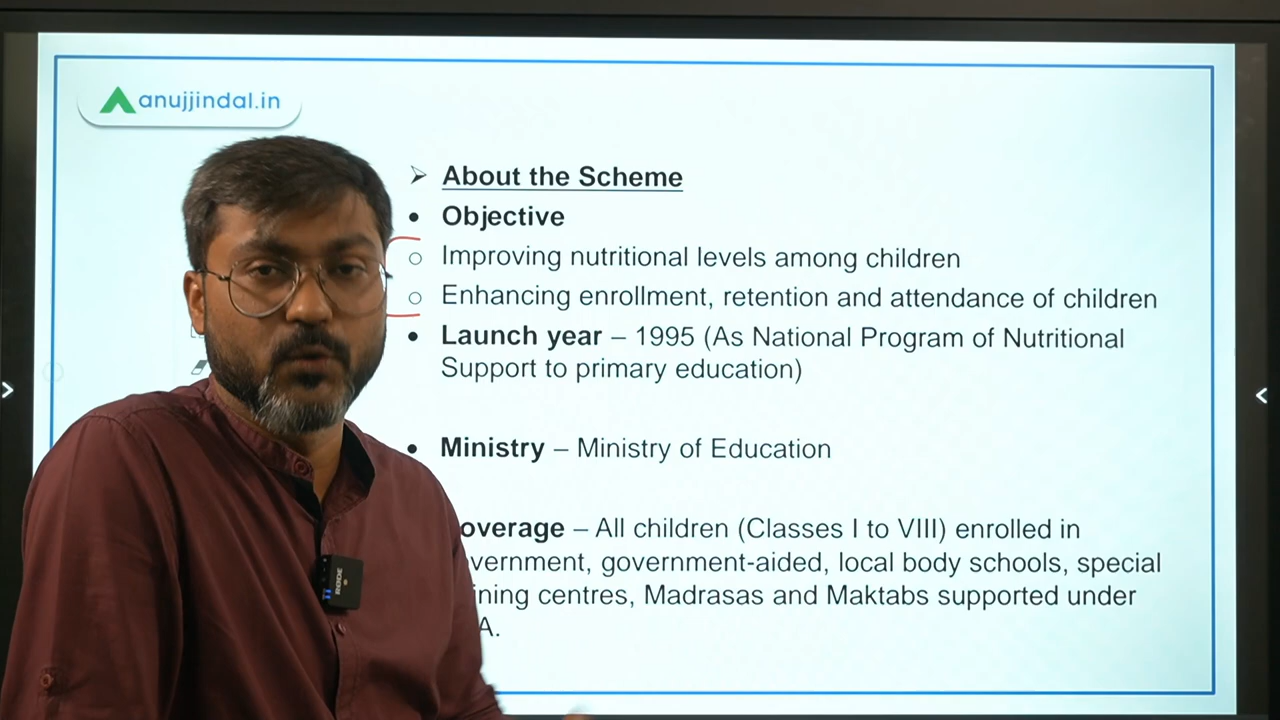 anujjindal.in
➢ About the Scheme
• Objective
○ Improving nutritional levels among children
○ Enhancing enrollment, retention and attendance of children
• Launch year – 1995 (As National Program of Nutritional
Support to primary education)
• Ministry – Ministry of Education
overage – All children (Classes I to VIII) enrolled in
vernment, government-aided, local body schools, special
ining centres, Madrasas and Maktabs supported under
A.
RODE